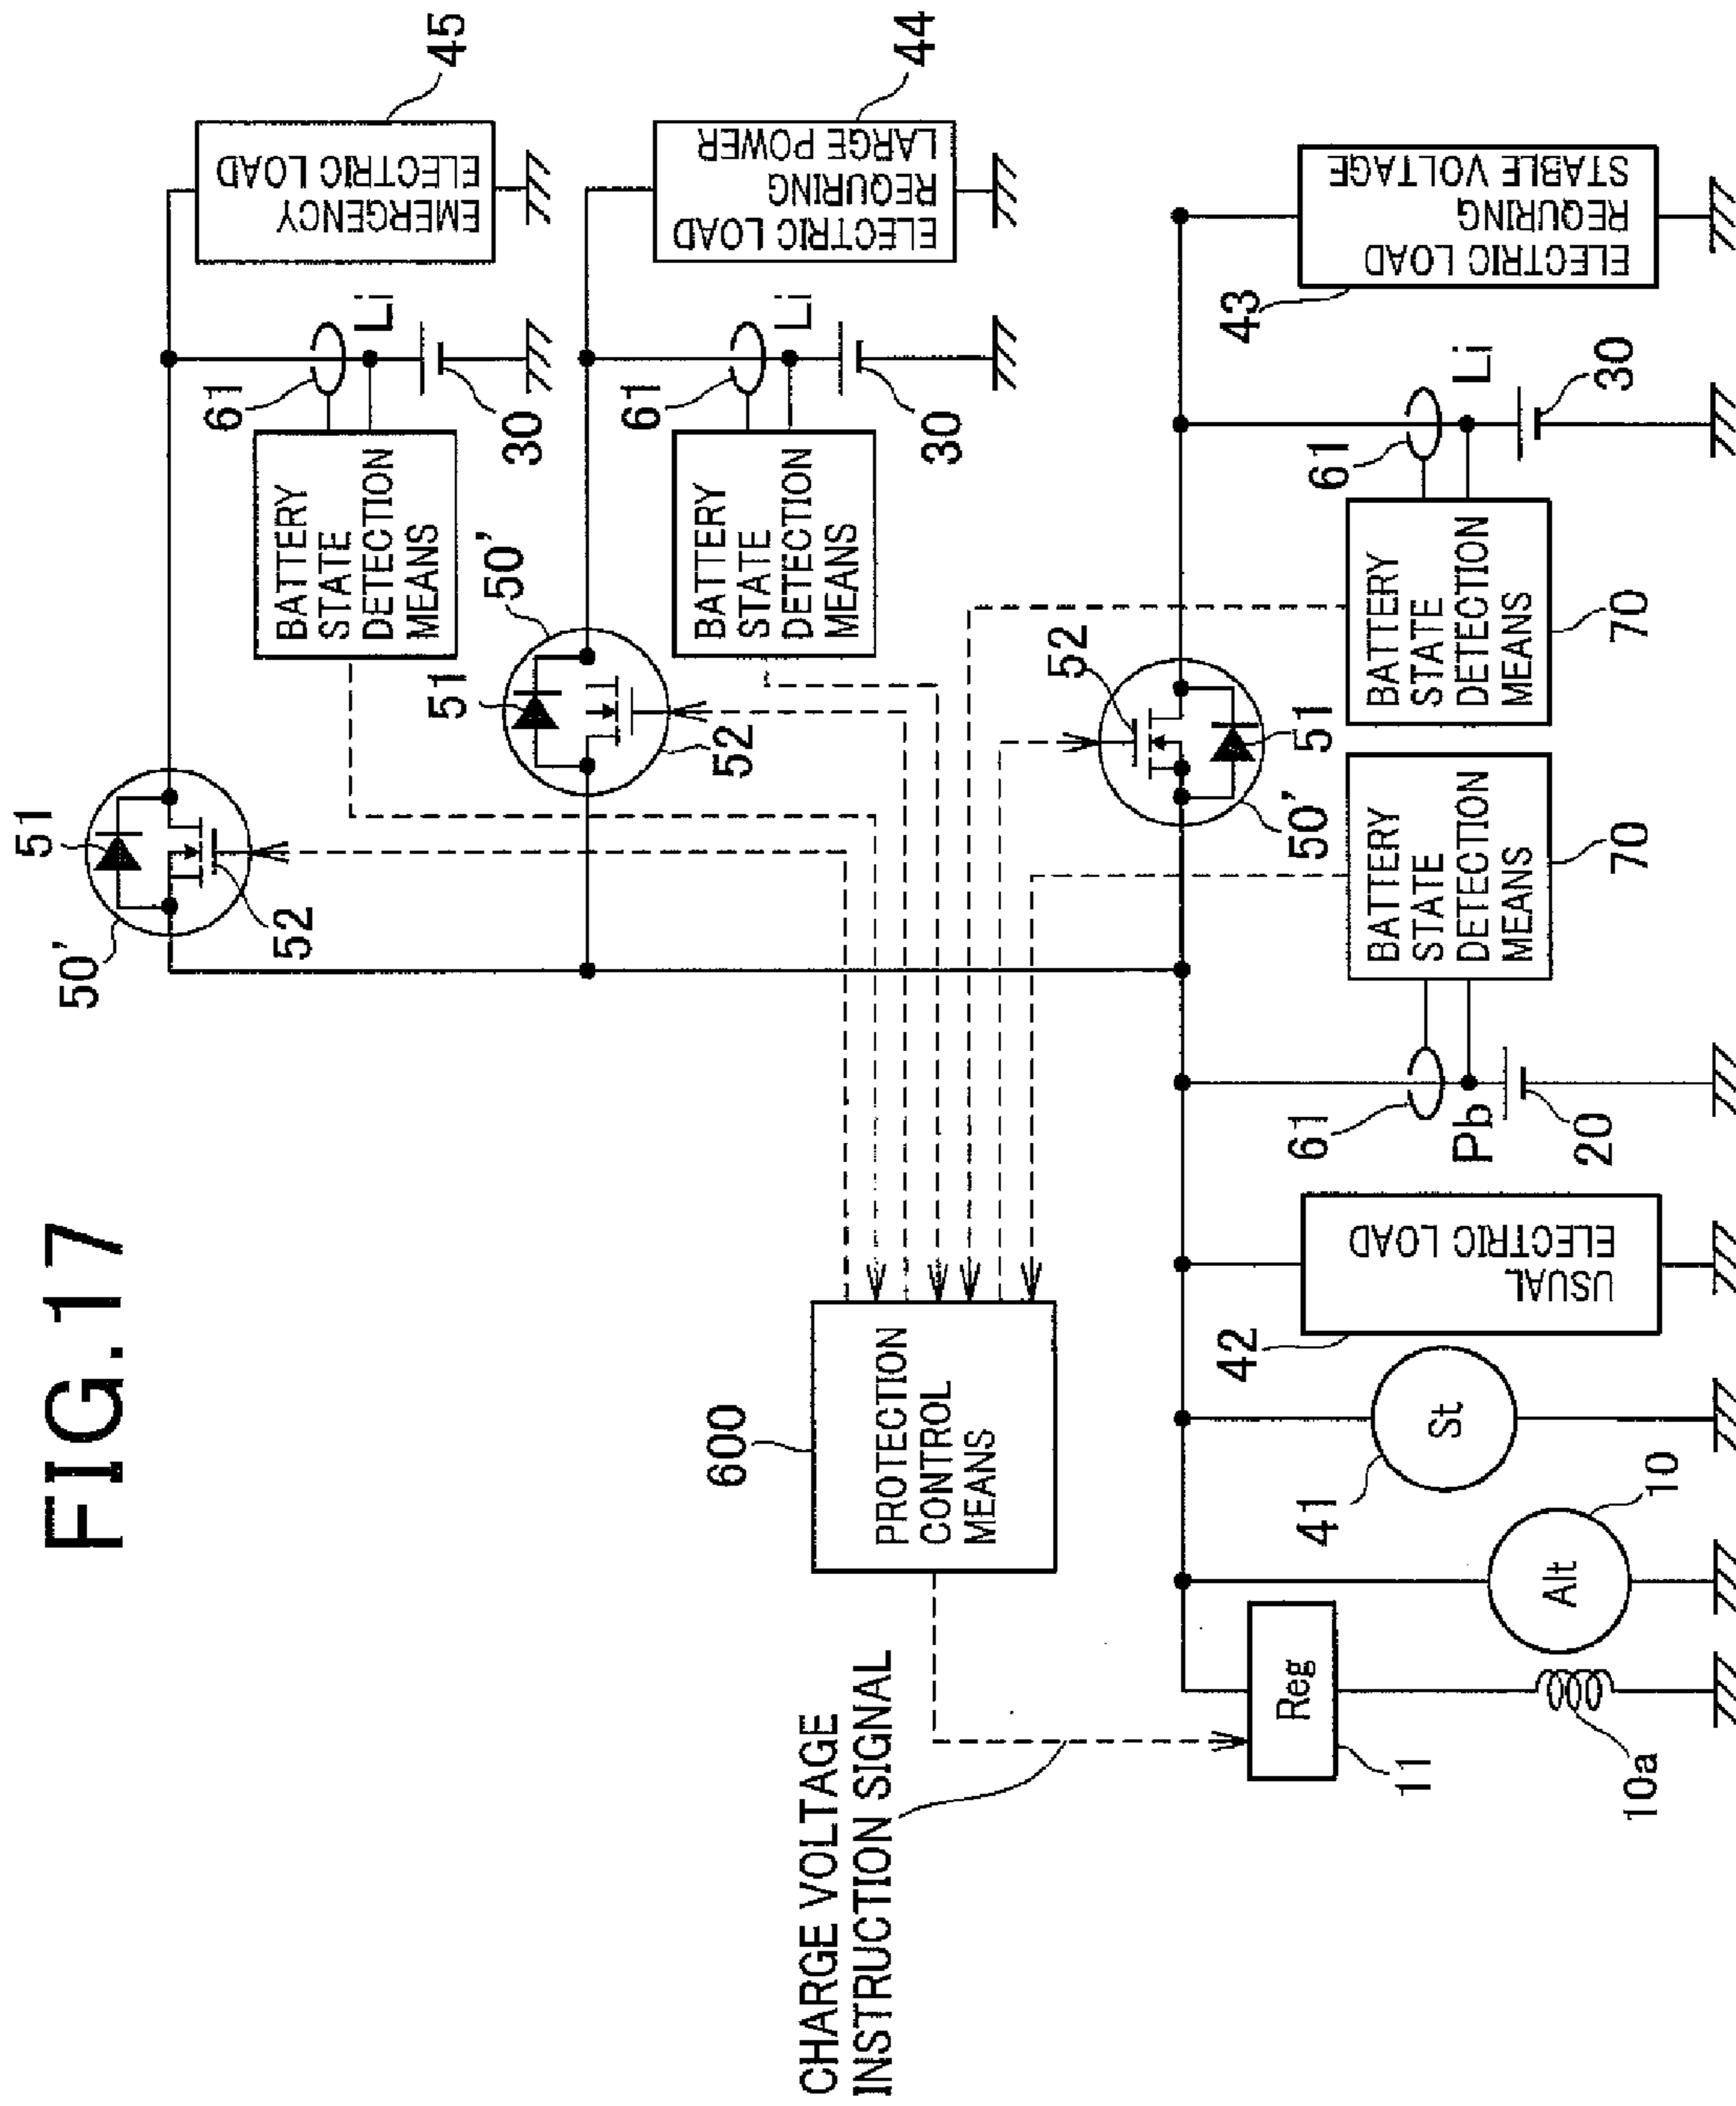 FIG.17
50'
51
52
61
Li
30
BATTERY
STATE
DETECTION
MEANS
EMERGENCY
ELECTRIC LOAD
45
50'
51
52
61
Li
30
BATTERY
STATE
DETECTION
MEANS
ELECTRIC LOAD
REQURING
LARGE POWER
44
600
PROTECTION
CONTROL
MEANS
CHARGE VOLTAGE
INSTRUCTION SIGNAL
Reg
11
10a
Alt
10
St
41
42
USUAL
ELECTRIC LOAD
61
Pb
20
BATTERY
STATE
DETECTION
MEANS
70
52
51
50'
BATTERY
STATE
DETECTION
MEANS
70
61
Li
30
43
ELECTRIC LOAD
REQURING
STABLE VOLTAGE